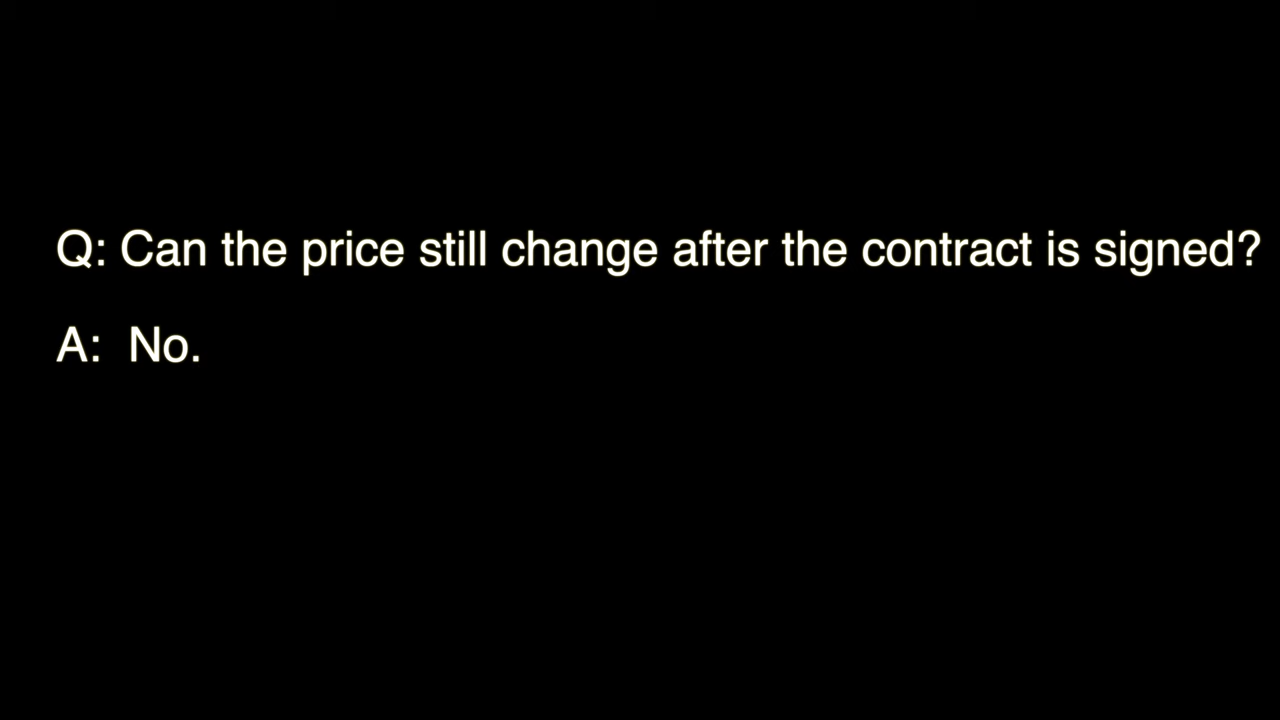 Q: Can the price still change after the contract is signed?
A: No.